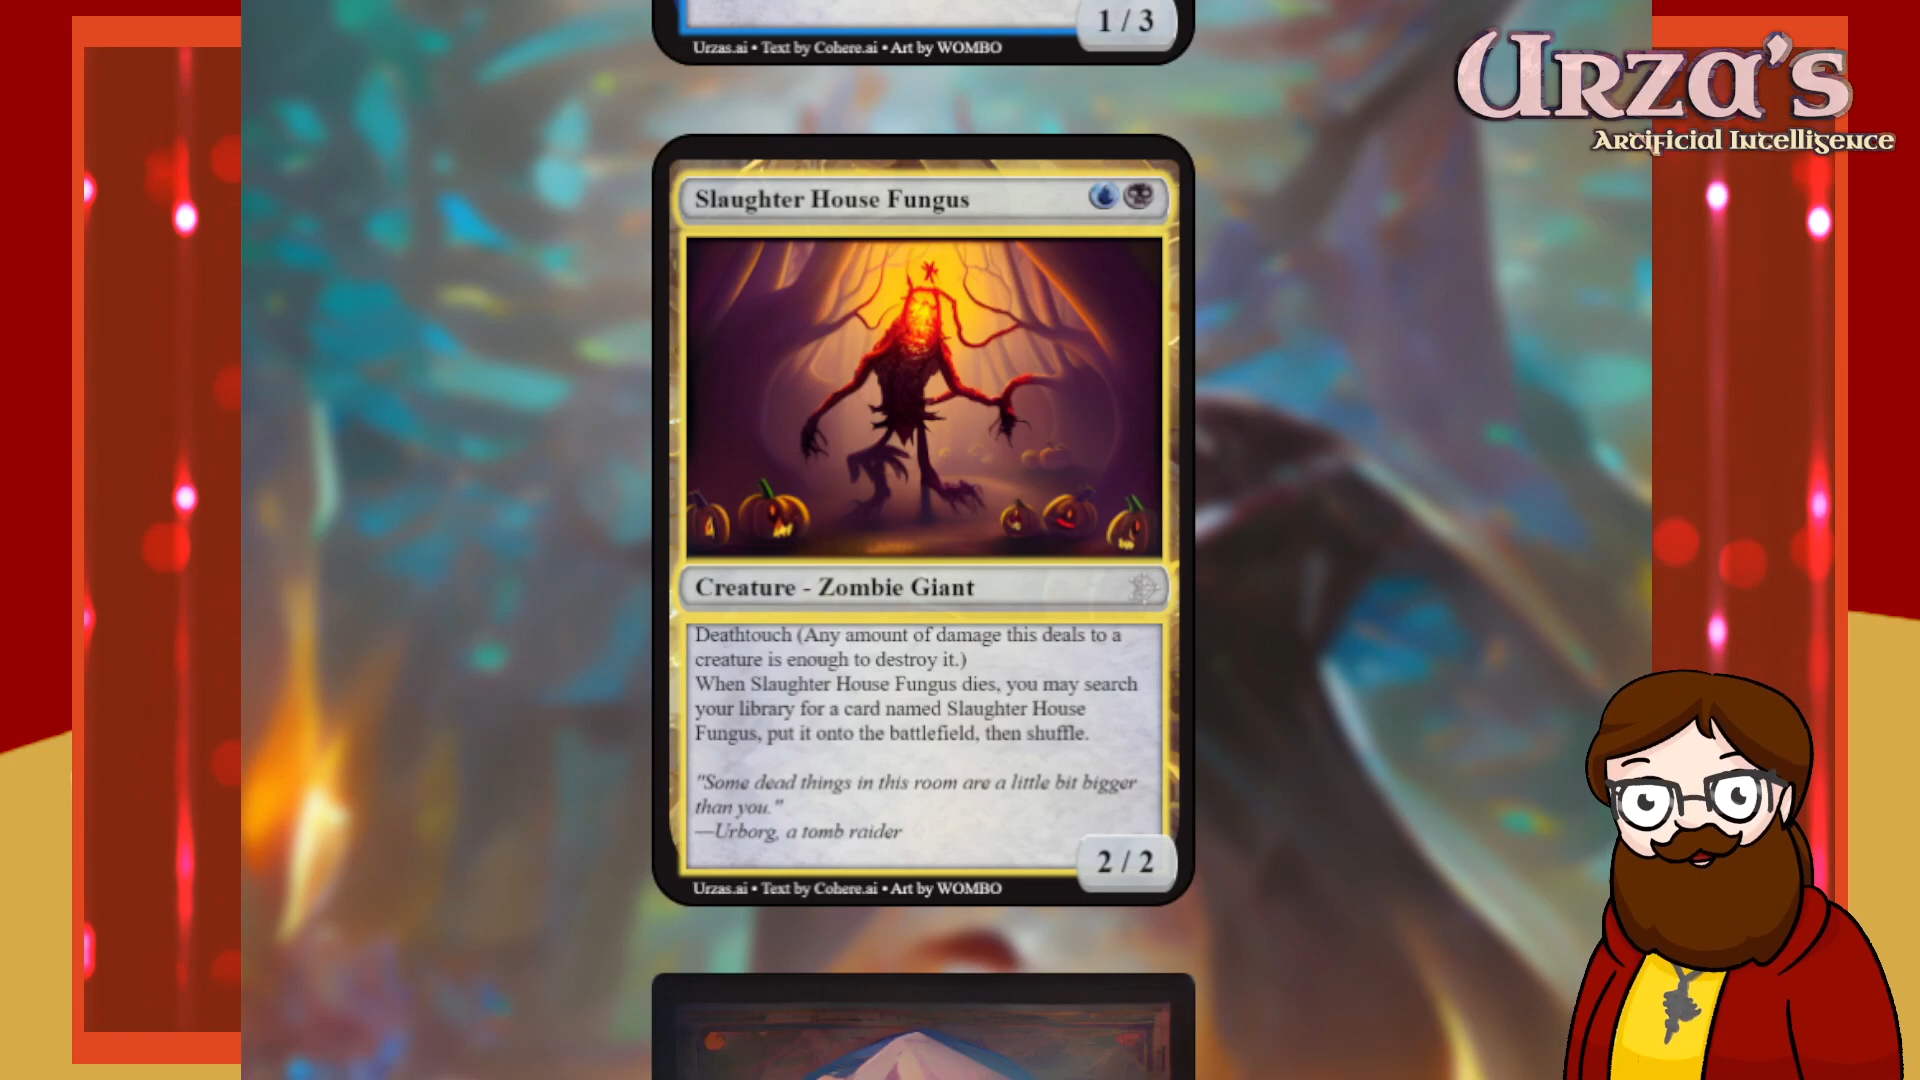 1 / 3
Urzas.ai • Text by Cohere.ai • Art by WOMBO
Urza's
Artificial Intelligence
Slaughter House Fungus
Creature - Zombie Giant
Deathtouch (Any amount of damage this deals to a
creature is enough to destroy it.)
When Slaughter House Fungus dies, you may search
your library for a card named Slaughter House
Fungus, put it onto the battlefield, then shuffle.
"Some dead things in this room are a little bit bigger
than you."
—Urborg, a tomb raider
2 / 2
Urzas.ai • Text by Cohere.ai • Art by WOMBO